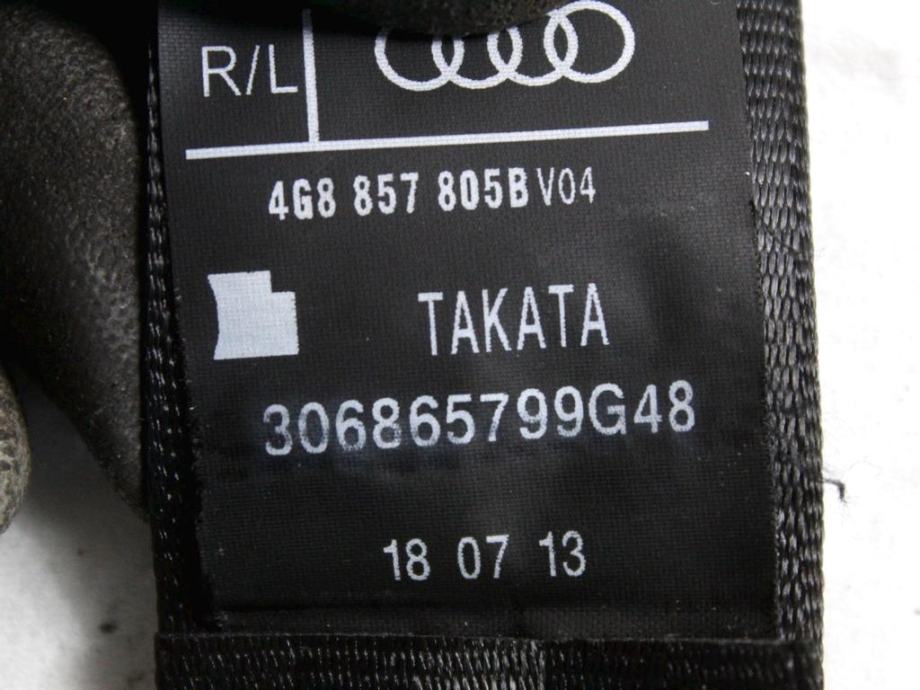 R/L
4G8 857 805B V04
TAKATA
306865799G48
18 07 13